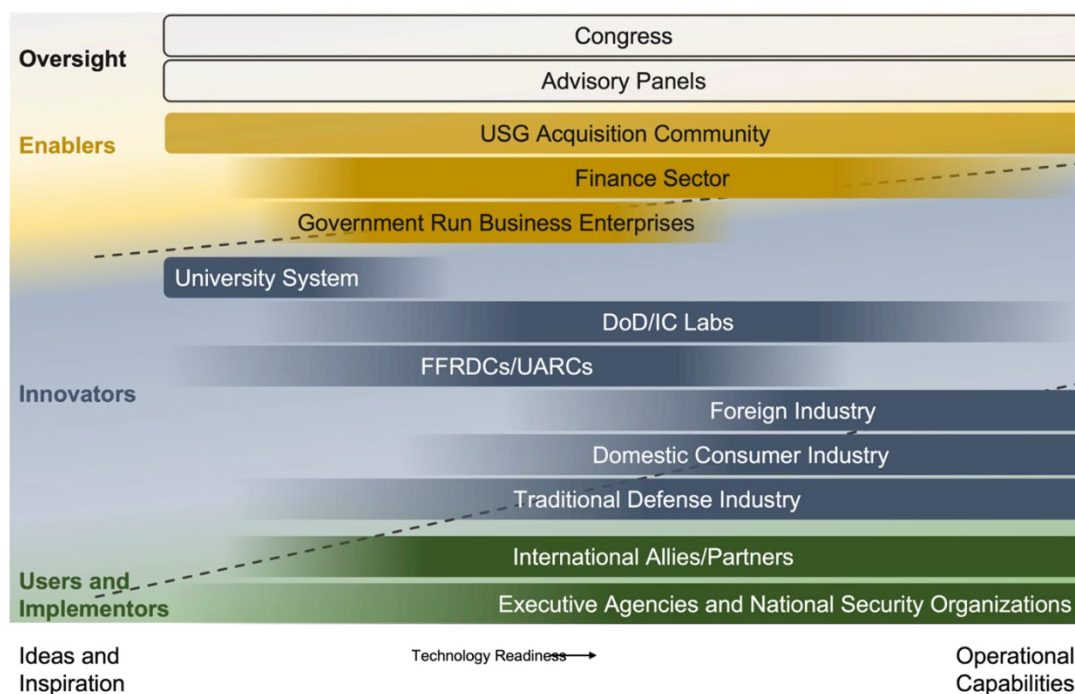 Congress
Oversight
Advisory Panels
USG Acquisition Community
Enablers
Finance Sector
Government Run Business Enterprises
University System
DoD/IC Labs
FFRDCs/UARCs
Innovators
Foreign Industry
Domestic Consumer Industry
Traditional Defense Industry
International Allies/Partners
Users and
Implementors
Executive Agencies and National Security Organizations
Ideas and
Inspiration
Technology Readiness
Operational
Capabilities